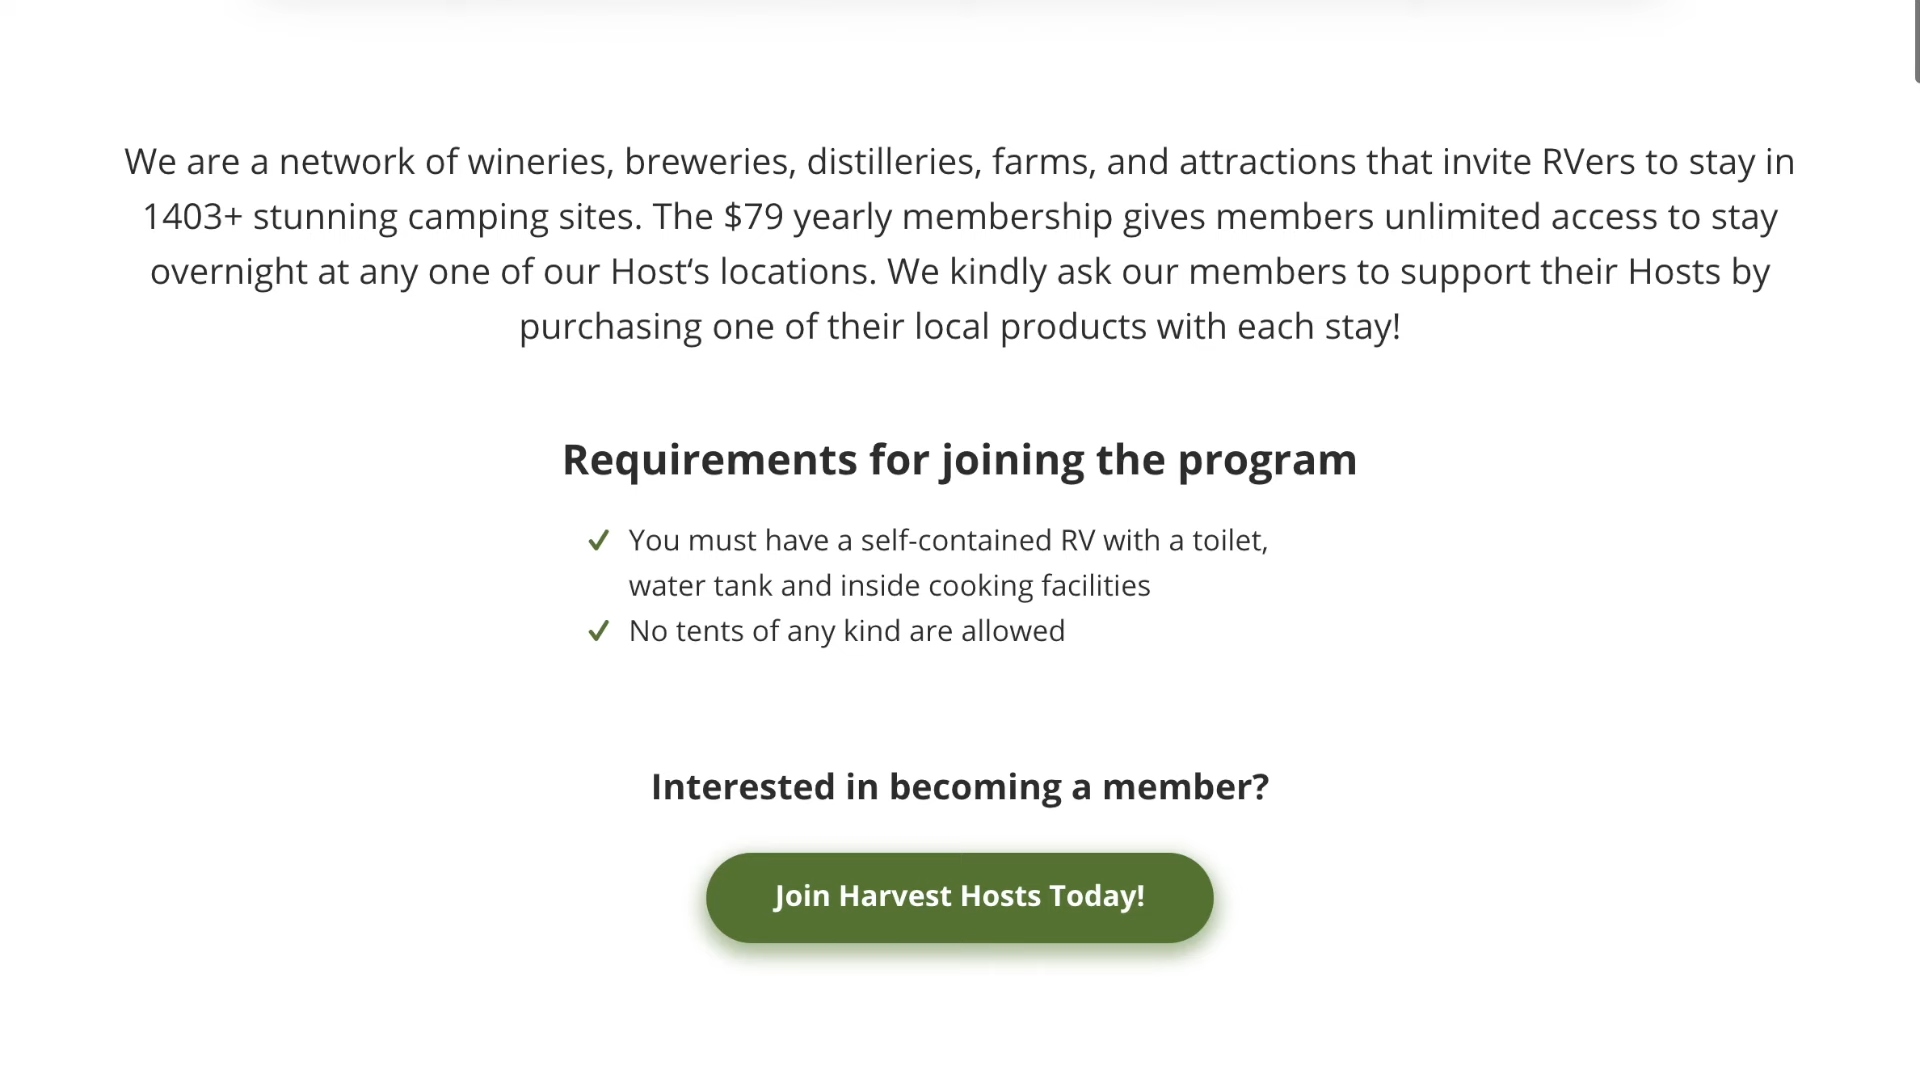 We are a network of wineries, breweries, distilleries, farms, and attractions that invite RVers to stay in
1403+ stunning camping sites. The $79 yearly membership gives members unlimited access to stay
overnight at any one of our Host‘s locations. We kindly ask our members to support their Hosts by
purchasing one of their local products with each stay!
Requirements for joining the program
You must have a self-contained RV with a toilet,
water tank and inside cooking facilities
No tents of any kind are allowed
Interested in becoming a member?
Join Harvest Hosts Today!